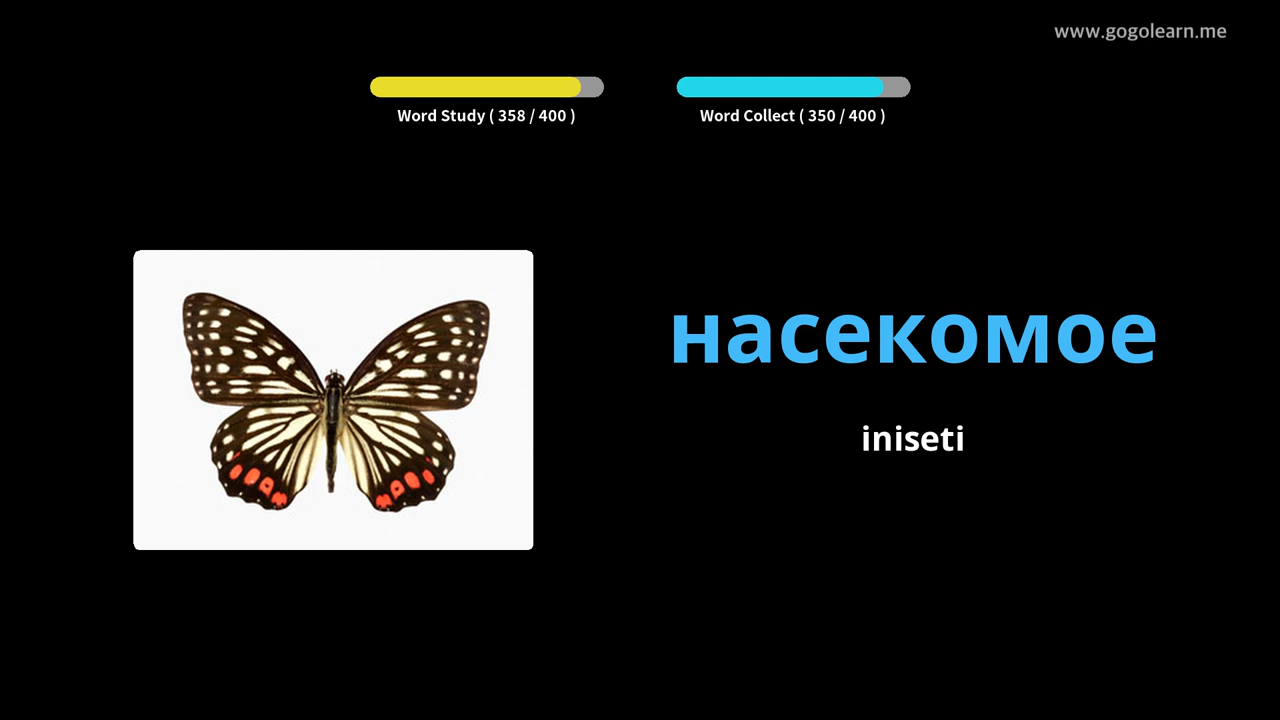 www.gogolearn.me
Word Study ( 358 / 400 )
Word Collect ( 350 / 400 )
насекомое
iniseti